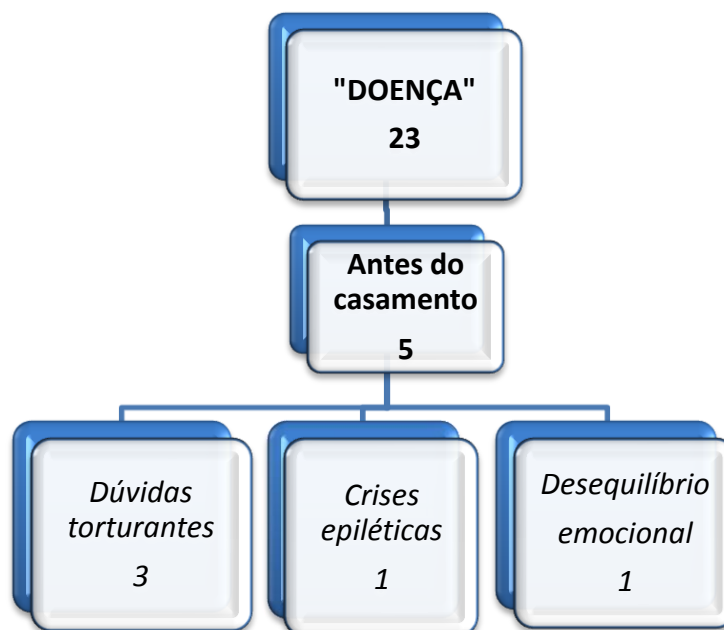 "DOENÇA"
23
Antes do
casamento
5
Dúvidas
torturantes
3
Crises
epiléticas
1
Desequilíbrio
emocional
1